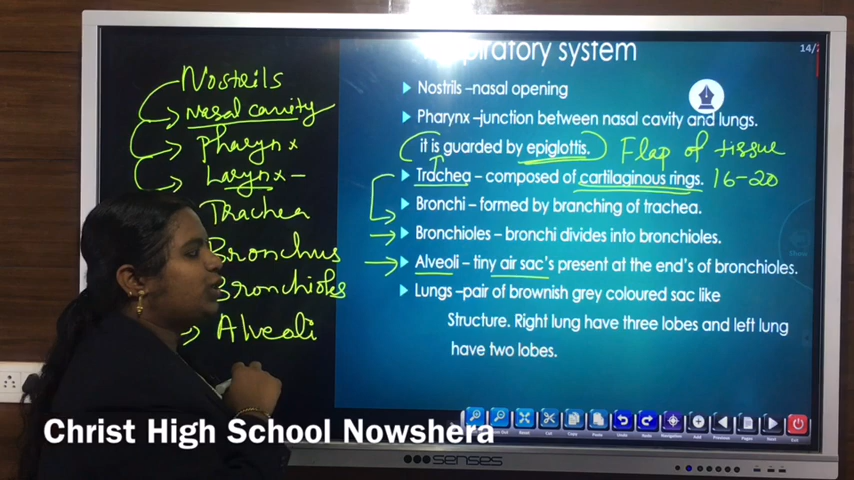 Nostrils
Nasal cavity
Pharynx
Larynx -
Trachea
Bronchus
Bronchioles
Alveoli
piratory system
14/2
Nostrils –nasal opening
Pharynx –junction between nasal cavity and lungs.
(it is guarded by epiglottis.) Flap of tissue
Trachea - composed of cartilaginous rings. 16-20
Bronchi – formed by branching of trachea.
Bronchioles - bronchi divides into bronchioles.
Alveoli - tiny air sac's present at the end's of bronchioles.
Lungs –pair of brownish grey coloured sac like
Structure. Right lung have three lobes and left lung
have two lobes.
Christ High School Nowshera
senses